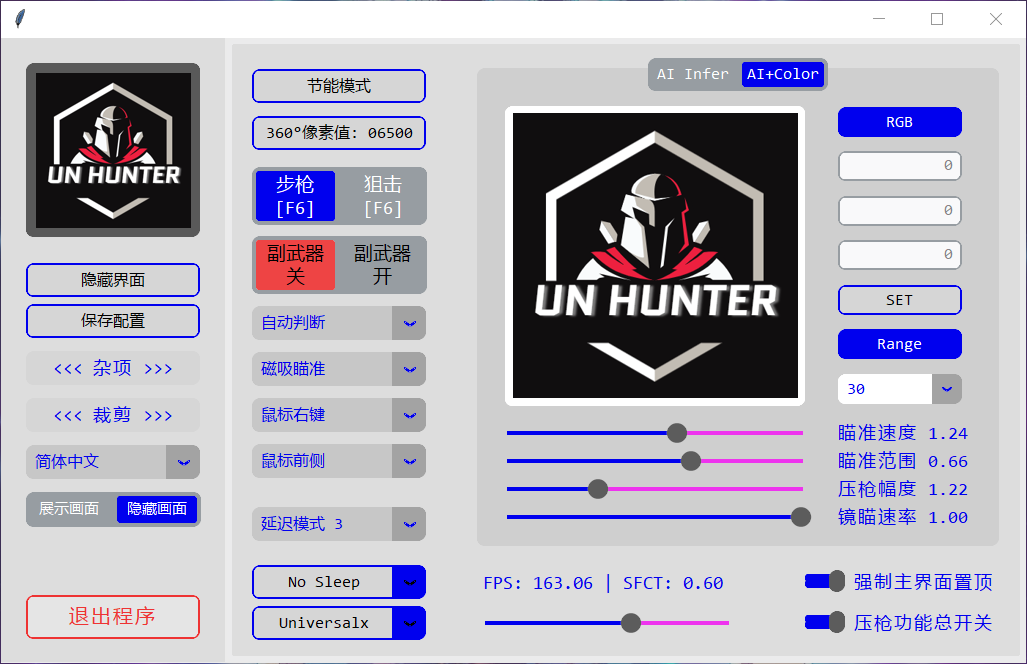 UN HUNTER
隐藏界面
保存配置
<<< 杂项 >>>
<<< 裁剪 >>>
简体中文
展示画面 隐藏画面
退出程序
节能模式
360°像素值: 06500
步枪 狙击
[F6] [F6]
副武器 副武器
关 开
自动判断
磁吸瞄准
鼠标右键
鼠标前侧
延迟模式 3
No Sleep
Universalx
AI Infer AI+Color
UN HUNTER
RGB
0
0
0
SET
Range
30
瞄准速度 1.24
瞄准范围 0.66
压枪幅度 1.22
镜瞄速率 1.00
FPS: 163.06 | SFCT: 0.60
强制主界面置顶
压枪功能总开关